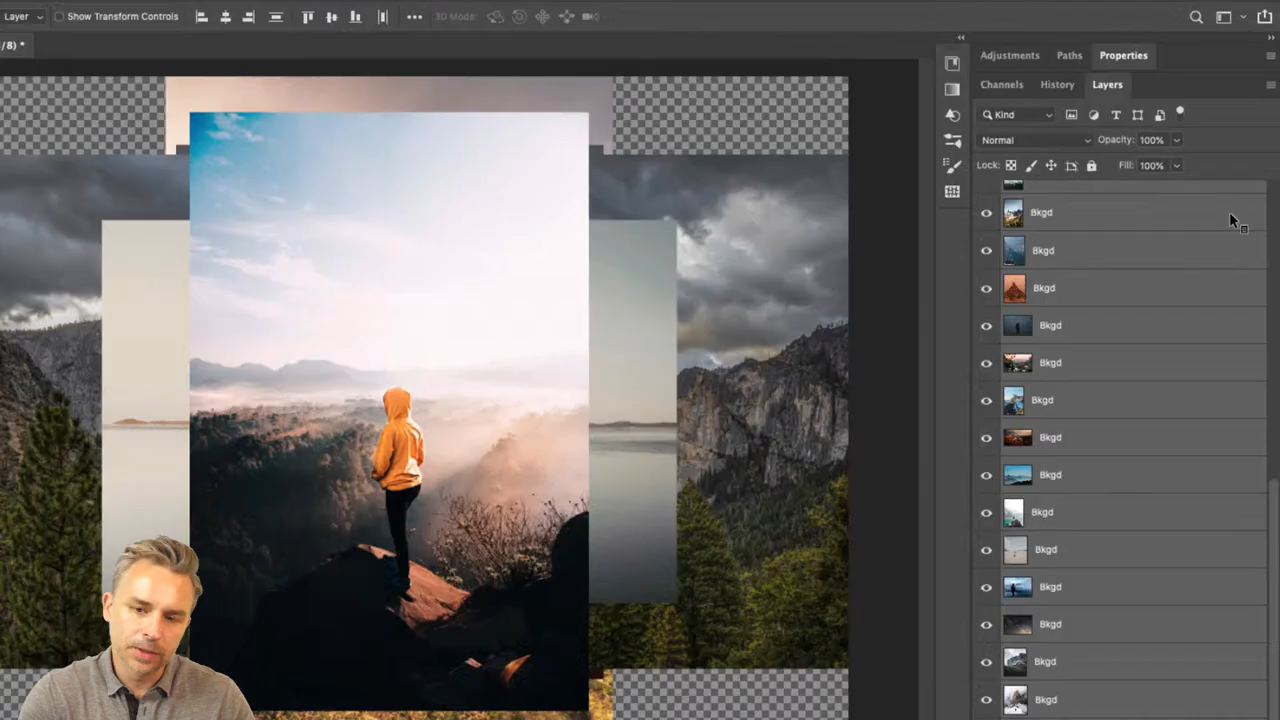 Layer
Show Transform Controls
3D Mode:
/8) *
Adjustments
Paths
Properties
Channels
History
Layers
Kind
Normal
Opacity: 100%
Lock:
Fill: 100%
Bkgd
Bkgd
Bkgd
Bkgd
Bkgd
Bkgd
Bkgd
Bkgd
Bkgd
Bkgd
Bkgd
Bkgd
Bkgd
Bkgd